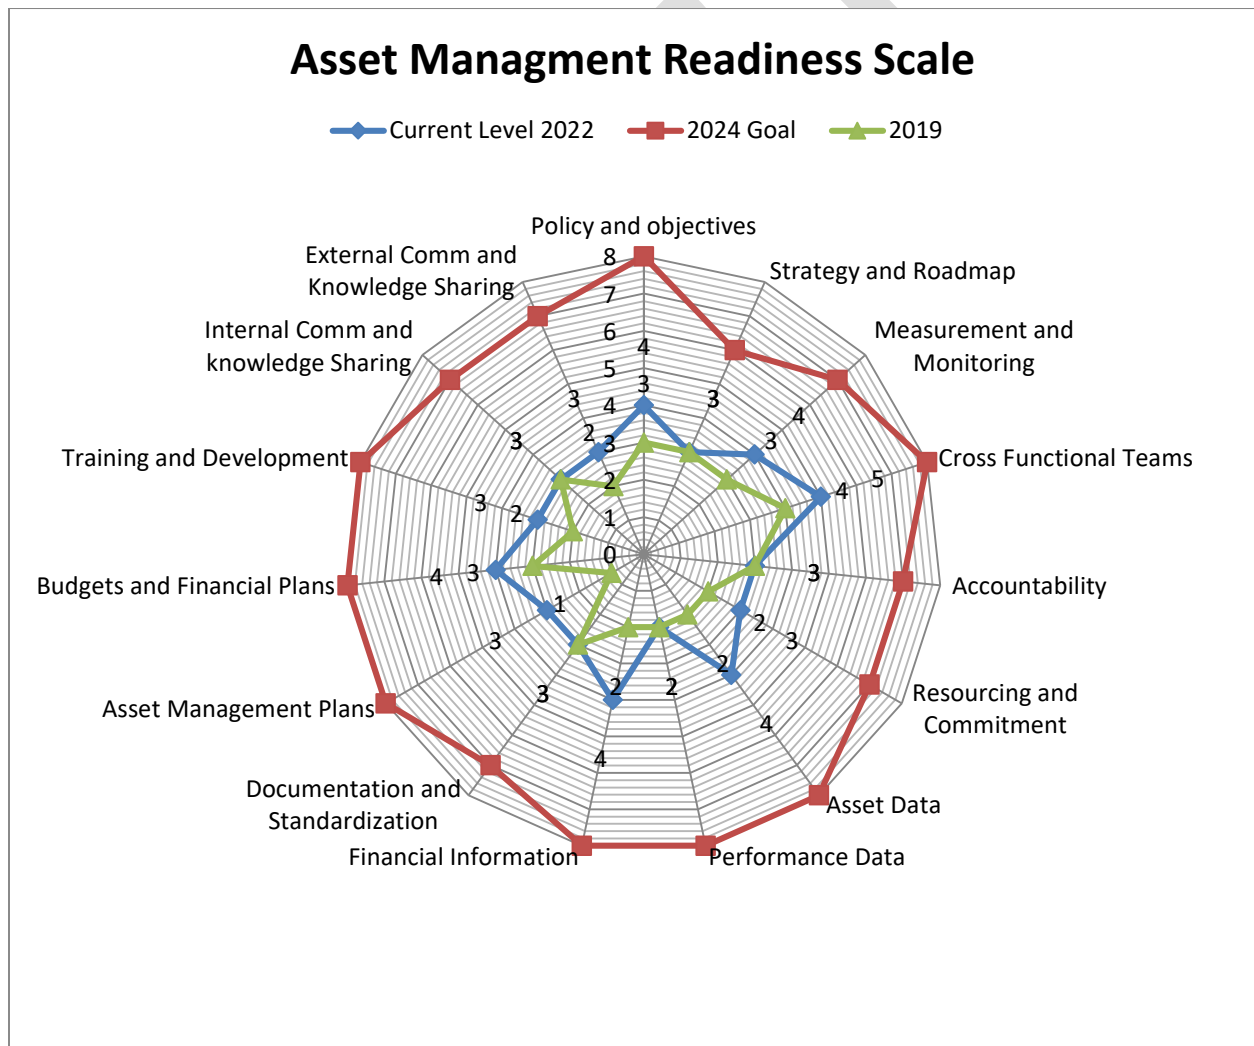 Asset Managment Readiness Scale
Current Level 2022 2024 Goal 2019
Policy and objectives
External Comm and
Knowledge Sharing
Strategy and Roadmap
Internal Comm and
knowledge Sharing
Measurement and
Monitoring
8
7
6
5
4
3
2
1
0
4
3
3
4
3
5
4
3
3
2
4
2
2
4
2
3
3
1
4
3
3
2
3
3
2
Training and Development
Cross Functional Teams
Budgets and Financial Plans
Accountability
Asset Management Plans
Resourcing and
Commitment
Documentation and
Standardization
Asset Data
Financial Information
Performance Data